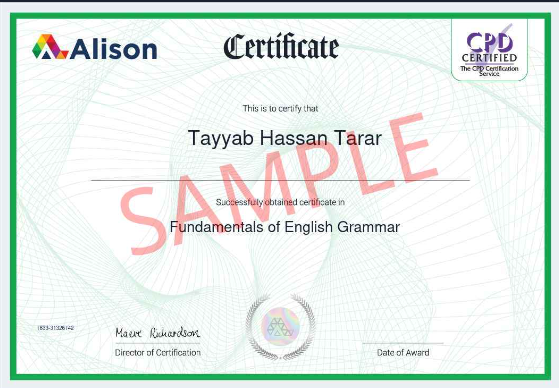 Alison
Certificate
CPD
CERTIFIED
The CPD Certification
Service
This is to certify that
Tayyab Hassan Tarar
SAMPLE
Successfully obtained certificate in
Fundamentals of English Grammar
1833-31326142
Maeve Richardson
Director of Certification
Date of Award